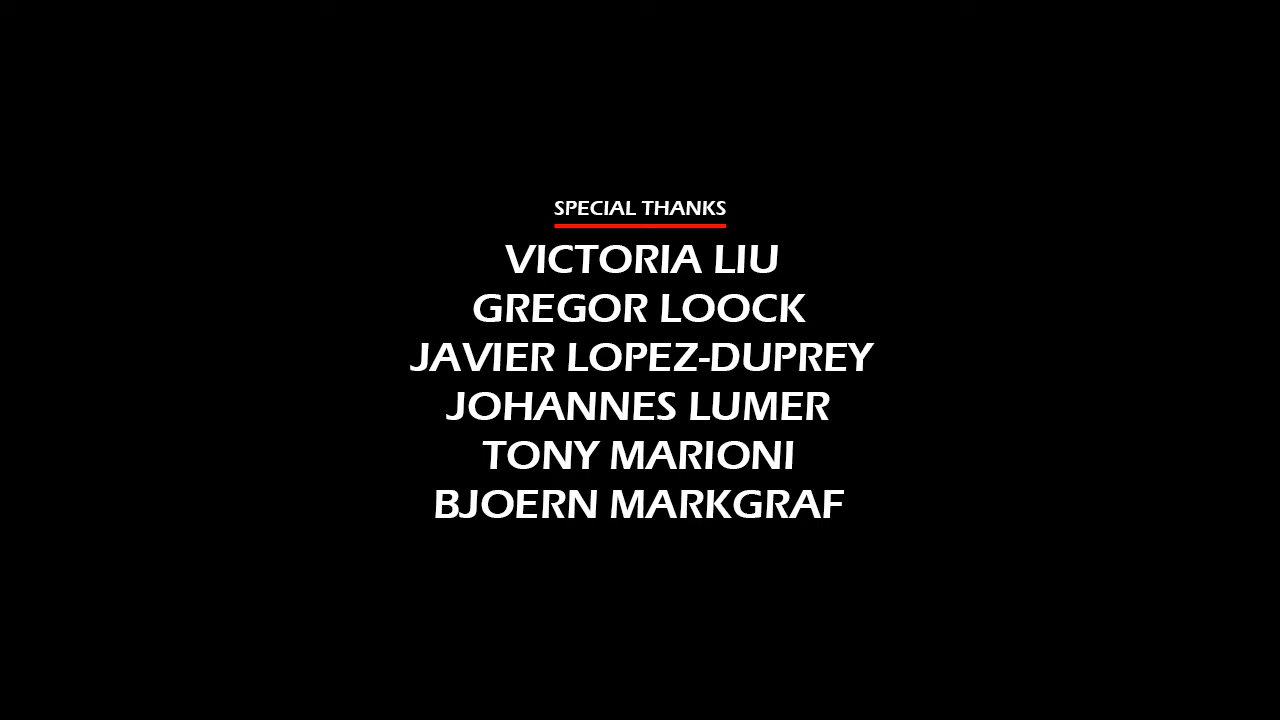 SPECIAL THANKS
VICTORIA LIU
GREGOR LOOCK
JAVIER LOPEZ-DUPREY
JOHANNES LUMER
TONY MARIONI
BJOERN MARKGRAF